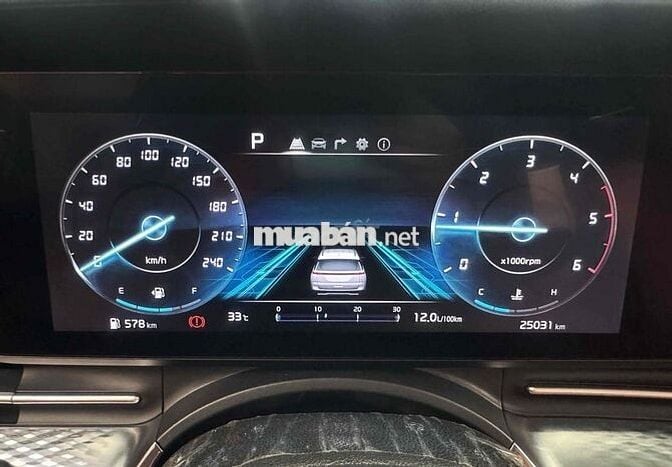 P
80 100 120
60 150
40 180
20 210
0 240
km/h
E F
muabán.net
3
2 4
1 5
0 6
x1000rpm
C H
578 km
33℃
0 10 20 30
12.0L/100km
25031 km